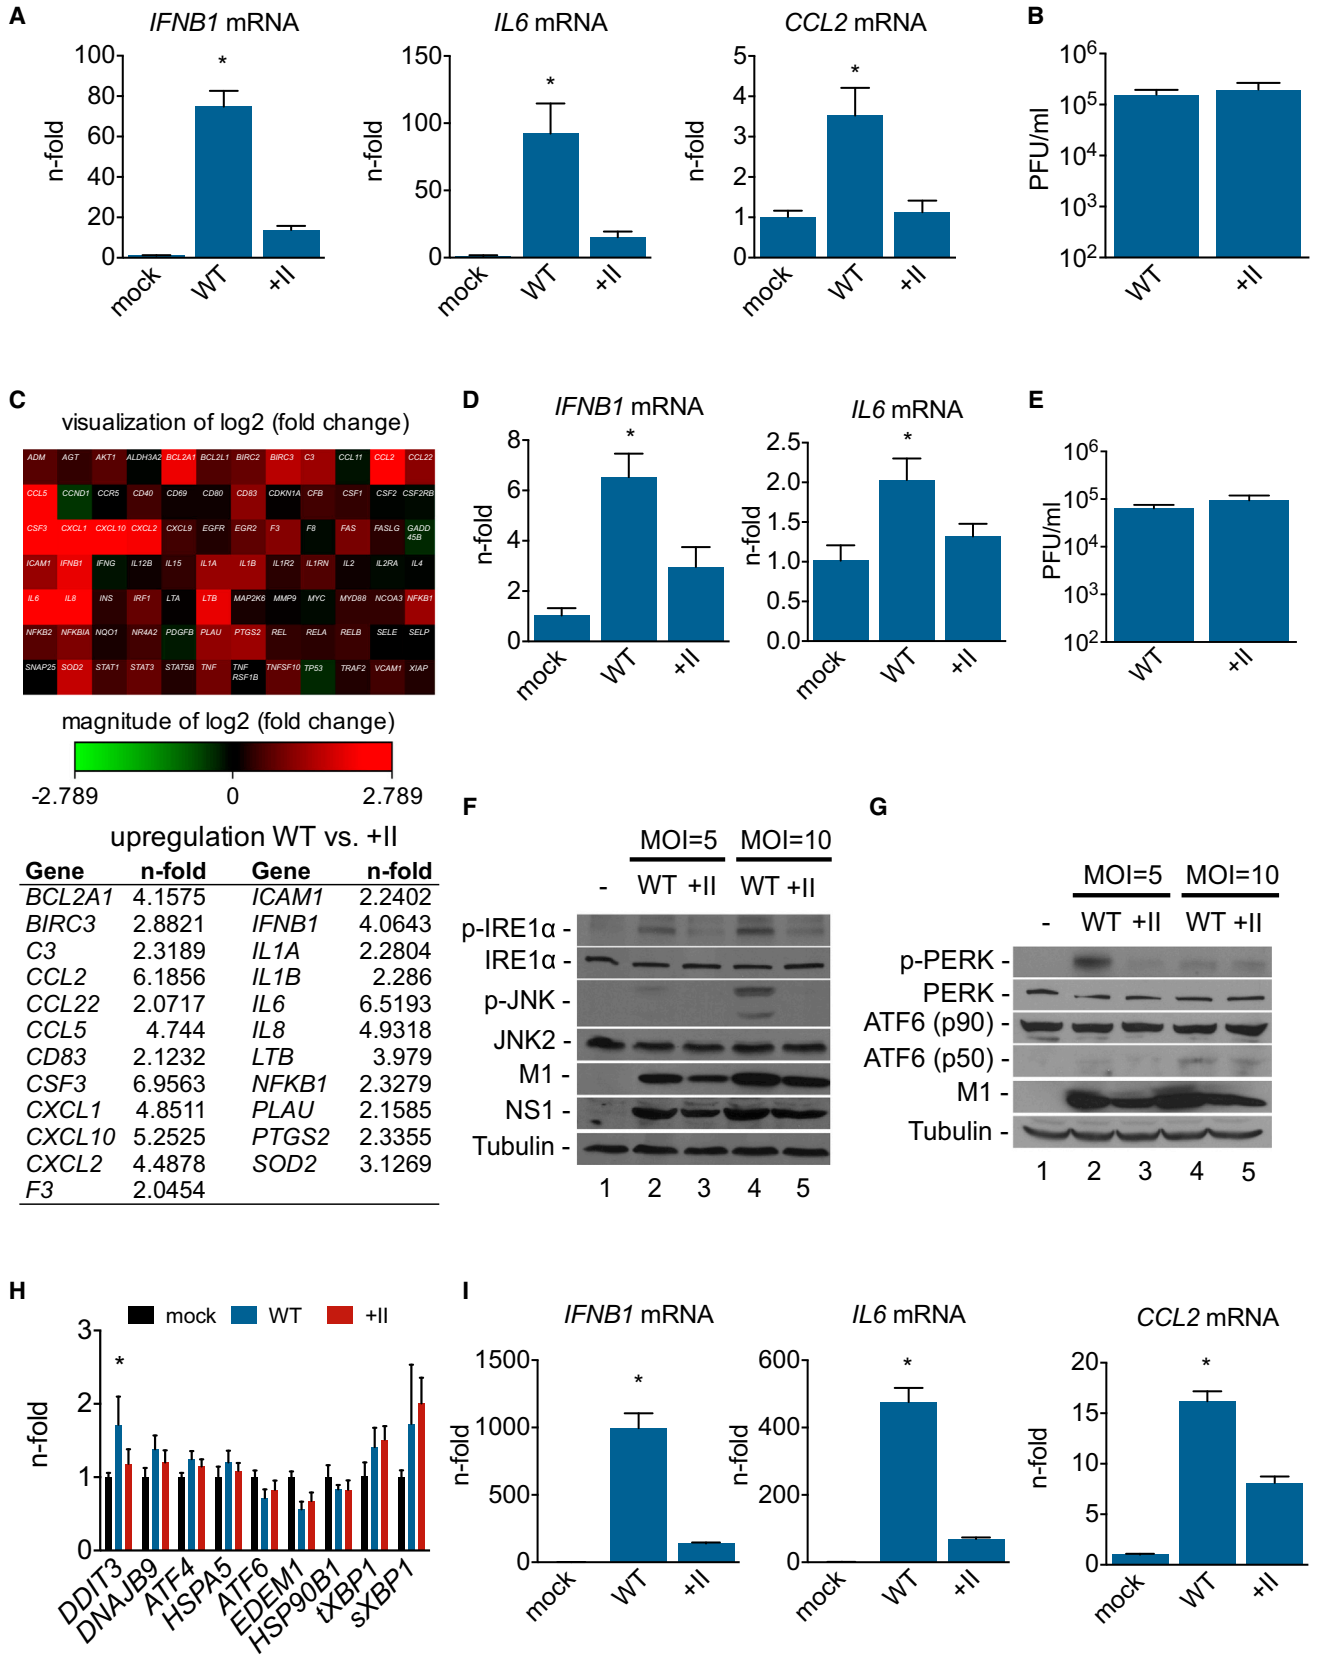 A
IFNB1 mRNA
n-fold
100
80
60
40
20
0
*
mock
WT
+II
IL6 mRNA
n-fold
150
100
50
0
*
mock
WT
+II
CCL2 mRNA
n-fold
5
4
3
2
1
0
*
mock
WT
+II
B
PFU/ml
10^6
10^5
10^4
10^3
10^2
WT
+II
C
visualization of log2 (fold change)
ADM AGT AKT1 ALDH3A2 BCL2A1 BCL2L1 BIRC2 BIRC3 C3 CCL11 CCL2 CCL22
CCL5 CCND1 CCR5 CD40 CD69 CD80 CD83 CDKN1A CFB CSF1 CSF2 CSF2RB
CSF3 CXCL1 CXCL10 CXCL2 CXCL9 EGFR EGR2 F3 F8 FAS FASLG GADD 45B
ICAM1 IFNB1 IFNG IL12B IL15 IL1A IL1B IL1R2 IL1RN IL2 IL2RA IL4
IL6 IL8 INS IRF1 LTA LTB MAP2K6 MMP9 MYC MYD88 NCOA3 NFKB1
NFKB2 NFKBIA NQO1 NR4A2 PDGFB PLAU PTGS2 REL RELA RELB SELE SELP
SNAP25 SOD2 STAT1 STAT3 STAT5B TNF TNF RSF1B TNFSF10 TP53 TRAF2 VCAM1 XIAP
magnitude of log2 (fold change)
-2.789 0 2.789
upregulation WT vs. +II
Gene n-fold Gene n-fold
BCL2A1 4.1575 ICAM1 2.2402
BIRC3 2.8821 IFNB1 4.0643
C3 2.3189 IL1A 2.2804
CCL2 6.1856 IL1B 2.286
CCL22 2.0717 IL6 6.5193
CCL5 4.744 IL8 4.9318
CD83 2.1232 LTB 3.979
CSF3 6.9563 NFKB1 2.3279
CXCL1 4.8511 PLAU 2.1585
CXCL10 5.2525 PTGS2 2.3355
CXCL2 4.4878 SOD2 3.1269
F3 2.0454
D
IFNB1 mRNA
n-fold
8
6
4
2
0
*
mock
WT
+II
IL6 mRNA
n-fold
2.5
2.0
1.5
1.0
0.5
0.0
*
mock
WT
+II
E
PFU/ml
10^6
10^5
10^4
10^3
10^2
WT
+II
F
MOI=5 MOI=10
- WT +II WT +II
p-IRE1α -
IRE1α -
p-JNK -
JNK2 -
M1 -
NS1 -
Tubulin -
1 2 3 4 5
G
MOI=5 MOI=10
- WT +II WT +II
p-PERK -
PERK -
ATF6 (p90) -
ATF6 (p50) -
M1 -
Tubulin -
1 2 3 4 5
H
mock WT +II
n-fold
3
2
1
0
*
DDIT3
DNAJB9
ATF4
HSPA5
ATF6
EDEM1
HSP90B1
tXBP1
sXBP1
I
IFNB1 mRNA
n-fold
1500
1000
500
0
*
mock
WT
+II
IL6 mRNA
n-fold
600
400
200
0
*
mock
WT
+II
CCL2 mRNA
n-fold
20
15
10
5
0
*
mock
WT
+II